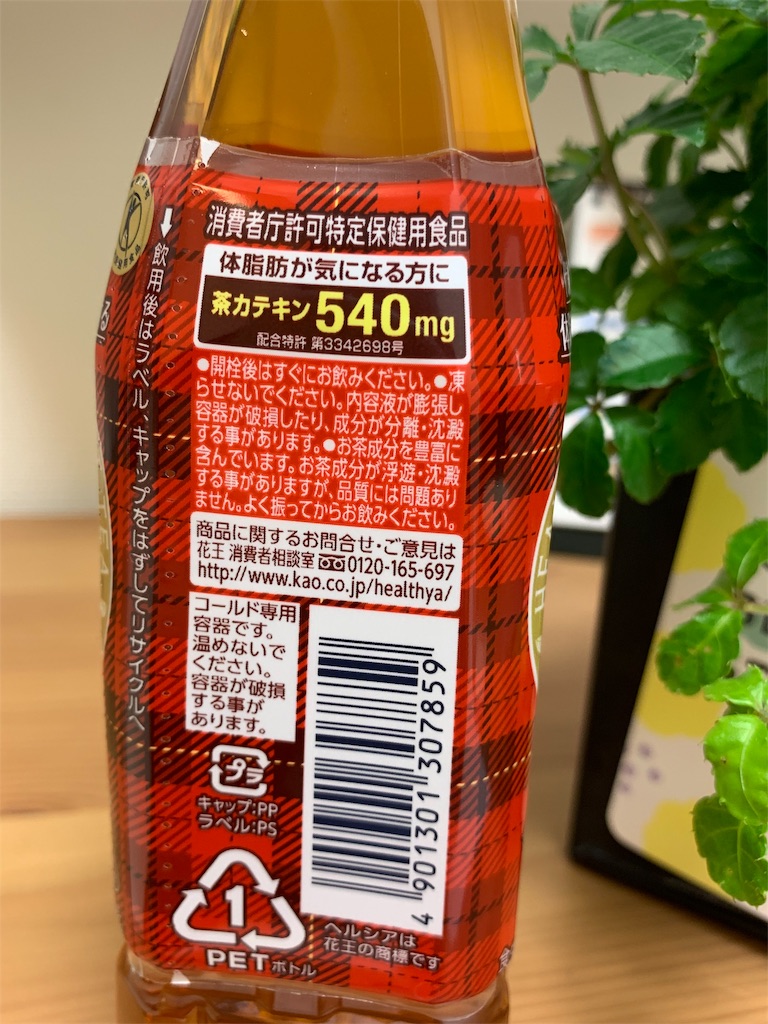 消費者庁許可特定保健用食品
体脂肪が気になる方に
茶カテキン540mg
配合特許 第3342698号
●開栓後はすぐにお飲みください。●凍
らせないでください。内容液が膨張し
容器が破損したり、成分が分離・沈澱
する事があります。●お茶成分を豊富に
含んでいます。お茶成分が浮遊・沈澱
する事がありますが、品質には問題あり
ません。よく振ってからお飲みください。
商品に関するお問合せ・ご意見は
花王 消費者相談室 0120-165-697
http://www.kao.co.jp/healthya/
コールド専用
容器です。
温めないで
ください。
容器が破損
する事が
あります。
プラ
キャップ:PP
ラベル:PS
1
PETボトル
4 901301 307859
ヘルシアは
花王の商標です
↓飲用後はラベル、キャップをはずしてリサイクルへ
る